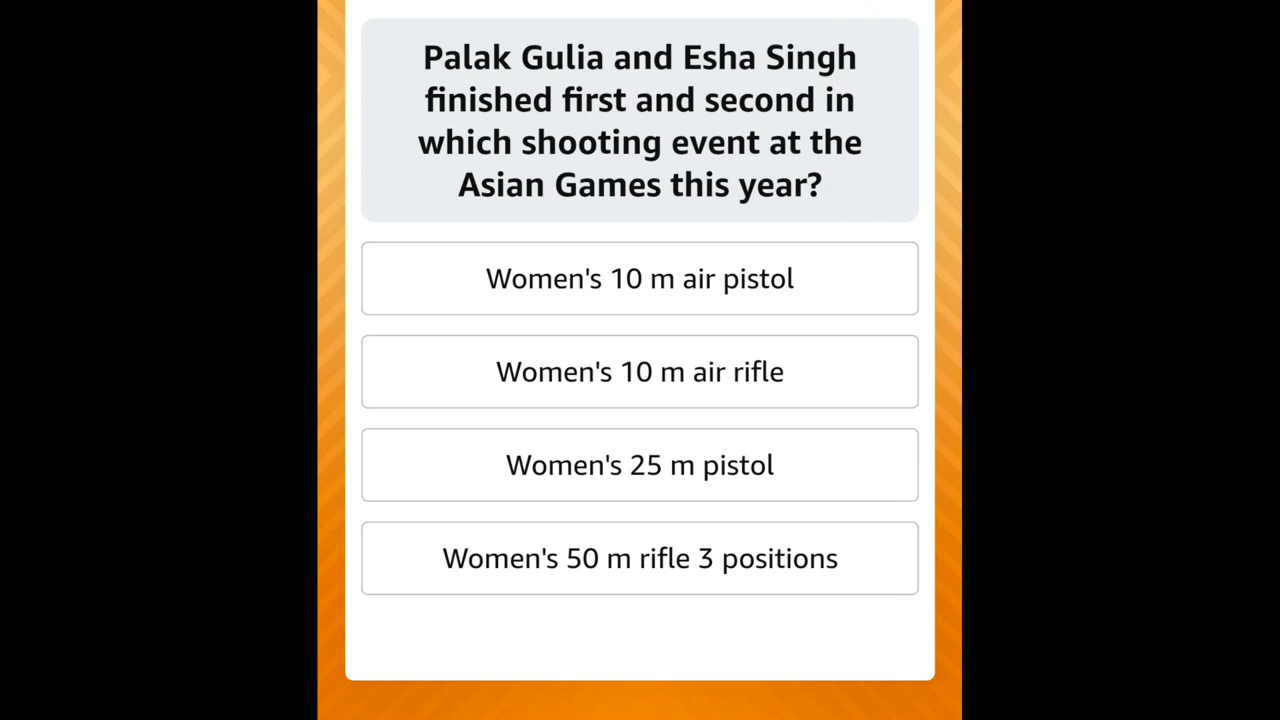 Palak Gulia and Esha Singh
finished first and second in
which shooting event at the
Asian Games this year?
Women's 10 m air pistol
Women's 10 m air rifle
Women's 25 m pistol
Women's 50 m rifle 3 positions